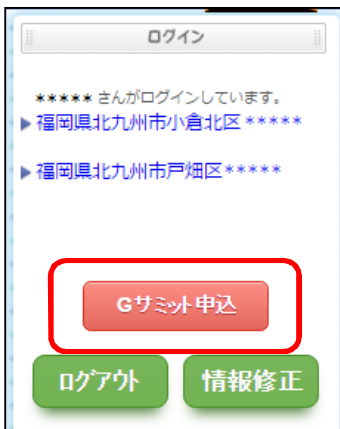 ログイン
***** さんがログインしています。
福岡県北九州市小倉北区*****
福岡県北九州市戸畑区*****
Gサミット申込
ログアウト
情報修正